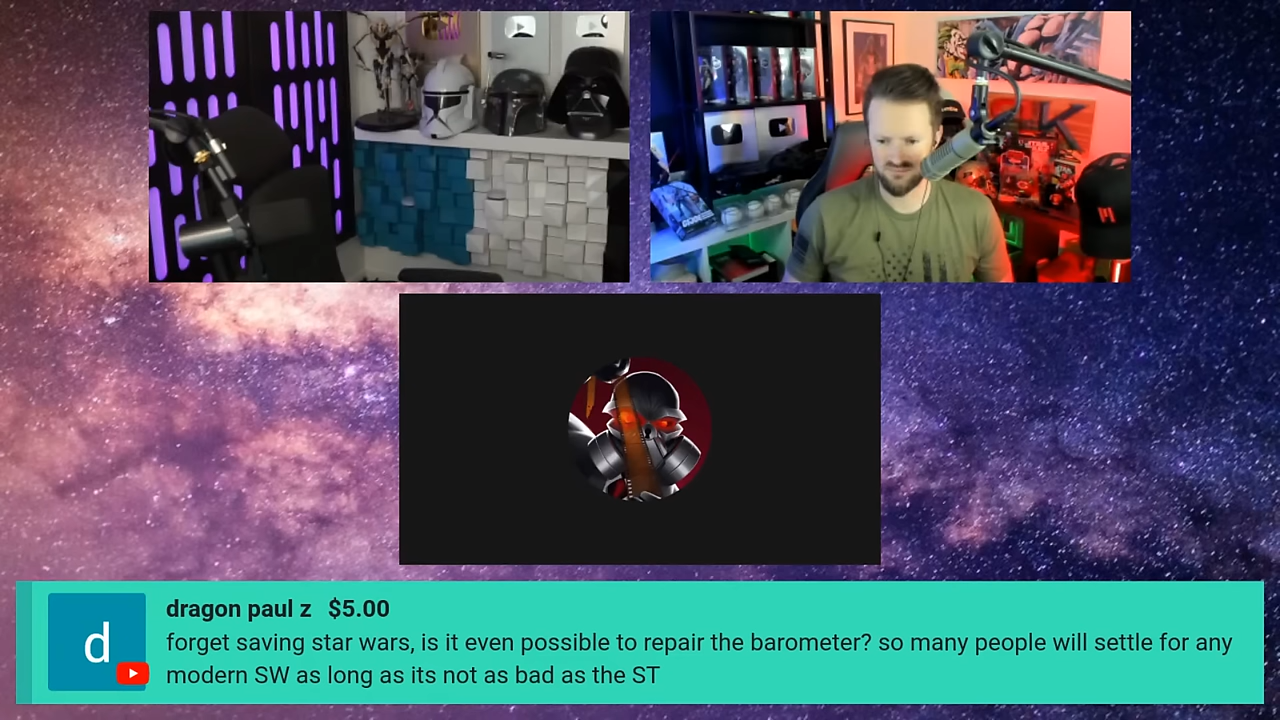 dragon paul z $5.00
d
forget saving star wars, is it even possible to repair the barometer? so many people will settle for any
modern SW as long as its not as bad as the ST